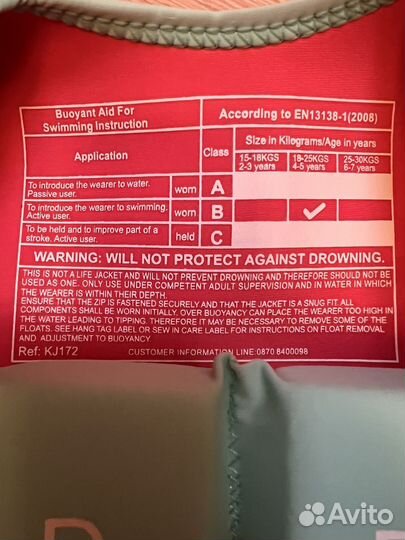 Buoyant Aid For
Swimming Instruction
According to EN13138-1(2008)
Application
Class
Size in Kilograms/Age in years
15-18KGS
2-3 years
18-25KGS
4-5 years
25-30KGS
6-7 years
To introduce the wearer to water.
Passive user.
worn
A
To introduce the wearer to swimming.
Active user.
worn
B
✓
To be held and to improve part of a
stroke. Active user.
held
C
WARNING: WILL NOT PROTECT AGAINST DROWNING.
THIS IS NOT A LIFE JACKET AND WILL NOT PREVENT DROWNING AND THEREFORE SHOULD NOT BE
USED AS ONE. ONLY USE UNDER COMPETENT ADULT SUPERVISION AND IN WATER IN WHICH
THE WEARER IS WITHIN THEIR DEPTH.
ENSURE THAT THE ZIP IS FASTENED SECURELY AND THAT THE JACKET IS A SNUG FIT. ALL
COMPONENTS SHALL BE WORN IF INTENDED. OVER BUOYANCY CAN PLACE THE WEARER TOO HIGH IN
THE WATER LEADING TO TIPPING. THEREFORE IT MAY BE NECESSARY TO REMOVE SOME OF THE
FLOATS. SEE HANG TAG LABEL OR SEW IN CARE LABEL FOR INSTRUCTIONS ON FLOAT REMOVAL
AND ADJUSTMENT TO BUOYANCY.
Ref: KJ172
CUSTOMER INFORMATION LINE:0870 8400098
Avito